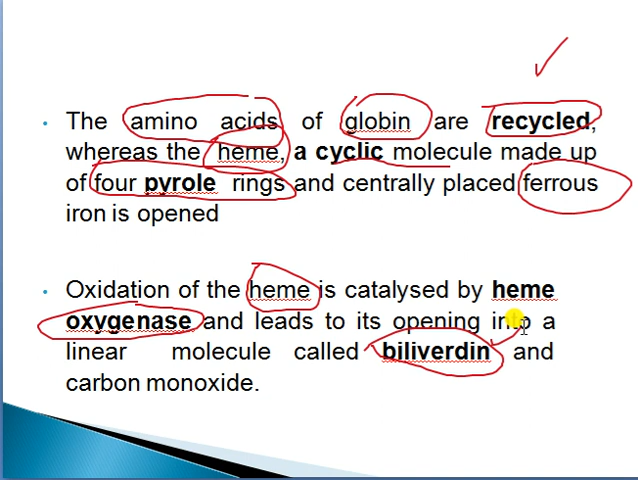 • The amino acids of globin are recycled,
whereas the heme, a cyclic molecule made up
of four pyrole rings and centrally placed ferrous
iron is opened
• Oxidation of the heme is catalysed by heme
oxygenase and leads to its opening into a
linear molecule called biliverdin and
carbon monoxide.